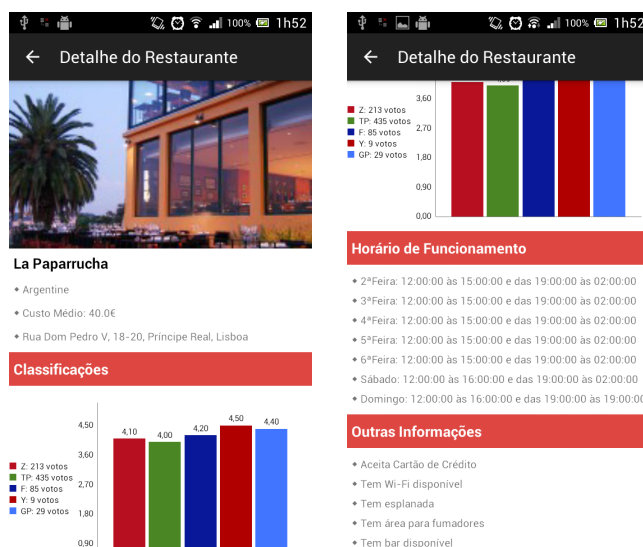 100% 1h52
Detalhe do Restaurante
La Paparrucha
Argentine
Custo Médio: 40.0€
Rua Dom Pedro V, 18-20, Príncipe Real, Lisboa
Classificações
4,50
3,60
2,70
1,80
0,90
4,10
4,00
4,20
4,50
4,40
Z: 213 votos
TP: 435 votos
F: 85 votos
Y: 9 votos
GP: 29 votos
100% 1h52
Detalhe do Restaurante
3,60
2,70
1,80
0,90
0,00
Z: 213 votos
TP: 435 votos
F: 85 votos
Y: 9 votos
GP: 29 votos
Horário de Funcionamento
2ªFeira: 12:00:00 às 15:00:00 e das 19:00:00 às 02:00:00
3ªFeira: 12:00:00 às 15:00:00 e das 19:00:00 às 02:00:00
4ªFeira: 12:00:00 às 15:00:00 e das 19:00:00 às 02:00:00
5ªFeira: 12:00:00 às 15:00:00 e das 19:00:00 às 02:00:00
6ªFeira: 12:00:00 às 15:00:00 e das 19:00:00 às 02:00:00
Sábado: 12:00:00 às 16:00:00 e das 19:00:00 às 02:00:00
Domingo: 12:00:00 às 16:00:00 e das 19:00:00 às 19:00:00
Outras Informações
Aceita Cartão de Crédito
Tem Wi-Fi disponível
Tem esplanada
Tem área para fumadores
Tem bar disponível